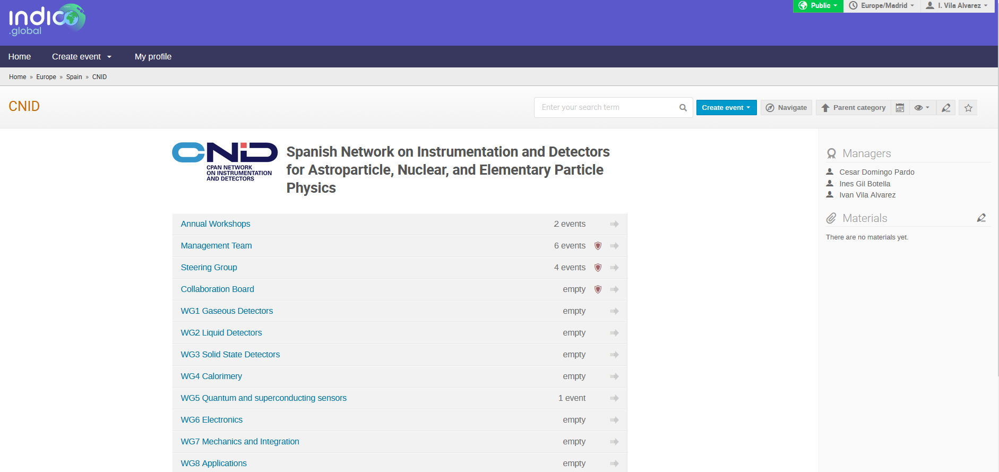 indico
.global
Public
Europe/Madrid
I. Vila Alvarez
Home
Create event
My profile
Home » Europe » Spain » CNID
CNID
Enter your search term
Create event
Navigate
Parent category
CNID
CPAN NETWORK
ON INSTRUMENTATION
AND DETECTORS
Spanish Network on Instrumentation and Detectors
for Astroparticle, Nuclear, and Elementary Particle
Physics
Annual Workshops 2 events
Management Team 6 events
Steering Group 4 events
Collaboration Board empty
WG1 Gaseous Detectors empty
WG2 Liquid Detectors empty
WG3 Solid State Detectors empty
WG4 Calorimery empty
WG5 Quantum and superconducting sensors 1 event
WG6 Electronics empty
WG7 Mechanics and Integration empty
WG8 Applications empty
Managers
Cesar Domingo Pardo
Ines Gil Botella
Ivan Vila Alvarez
Materials
There are no materials yet.